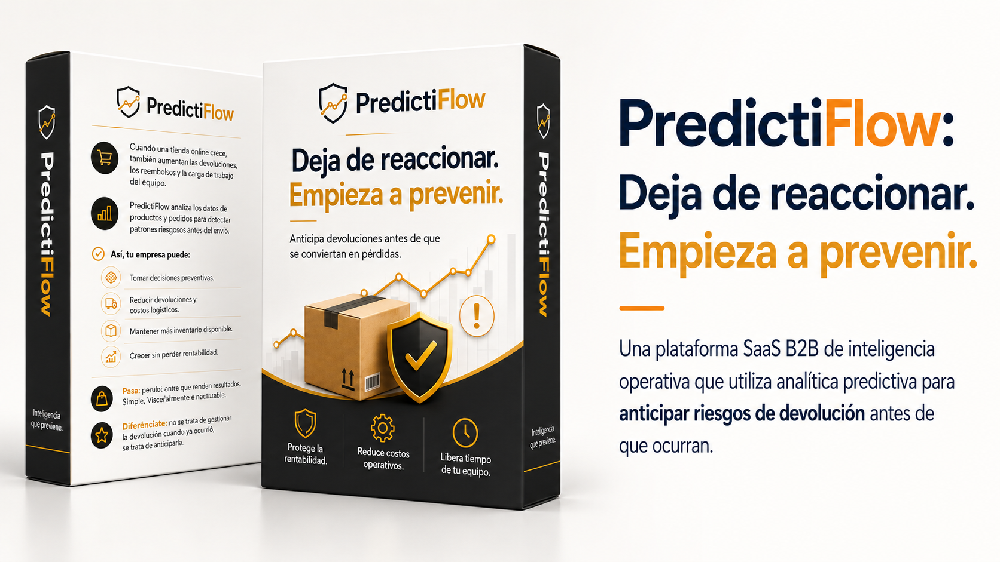 PredictiFlow
Cuando una tienda online crece,
también aumentan las devoluciones,
los reembolsos y la carga de trabajo
del equipo.
PredictiFlow analiza los datos de
productos y pedidos para detectar
patrones riesgosos antes del envió.
Así, tu empresa puede:
Tomar decisiones preventivas.
Reducir devoluciones y
costos logísticos.
Mantener más inventario disponible.
Crecer sin perder rentabilidad.
Pasa: antre que renden resultados.
Simple,
Diferénciate: no se trata de gestionar
la devolución cuando ya ocurrió,
se trata de anticiparla.
PredictiFlow
Inteligencia
que previene.
PredictiFlow
Deja de reaccionar.
Empieza a prevenir.
Anticipa devoluciones antes de que
se conviertan en pérdidas.
!
Protege la
rentabilidad.
Reduce costos
operativos.
Libera tiempo
de tu equipo.
PredictiFlow
Inteligencia
que previene.
PredictiFlow:
Deja de reaccionar.
Empieza a prevenir.
Una plataforma SaaS B2B de inteligencia
operativa que utiliza analítica predictiva para
anticipar riesgos de devolución antes de
que ocurran.